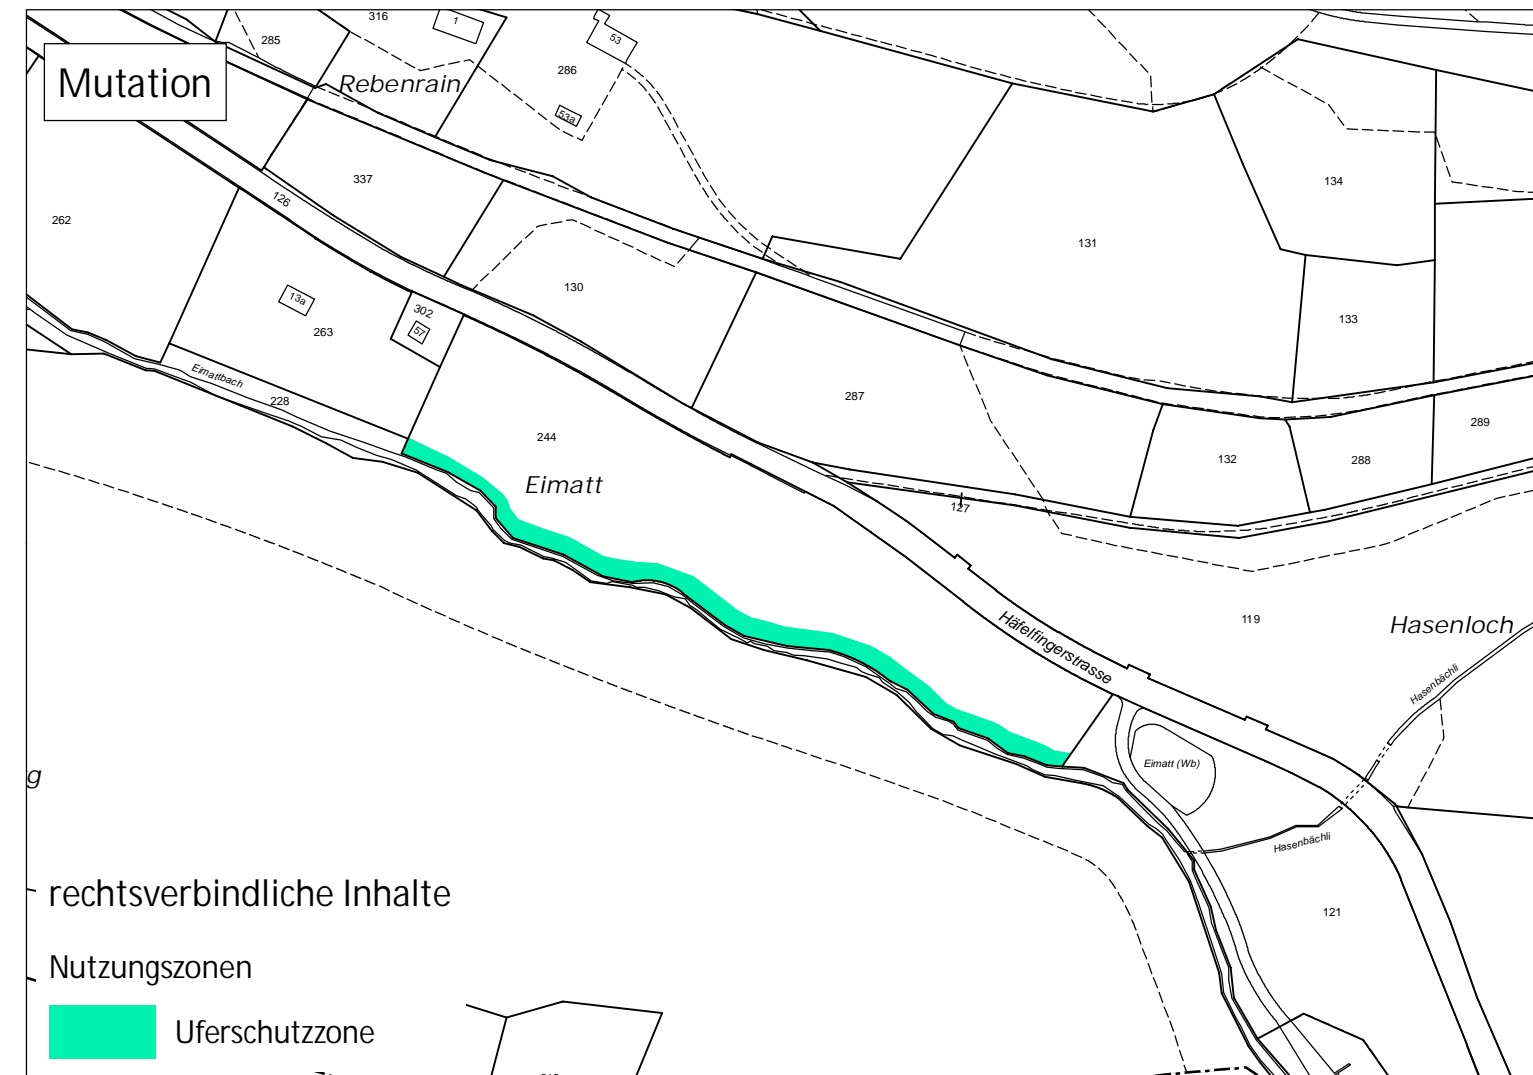 316
1
285
53
286
Mutation
Rebenrain
53a
337
134
126
262
131
130
13a
302
57
263
133
Eimattbach
228
287
289
244
132
288
Eimatt
127
Häfelfingerstrasse
119
Hasenloch
Hasenbächli
Eimatt (Wb)
g
Hasenbächli
rechtsverbindliche Inhalte
121
Nutzungszonen
Uferschutzzone